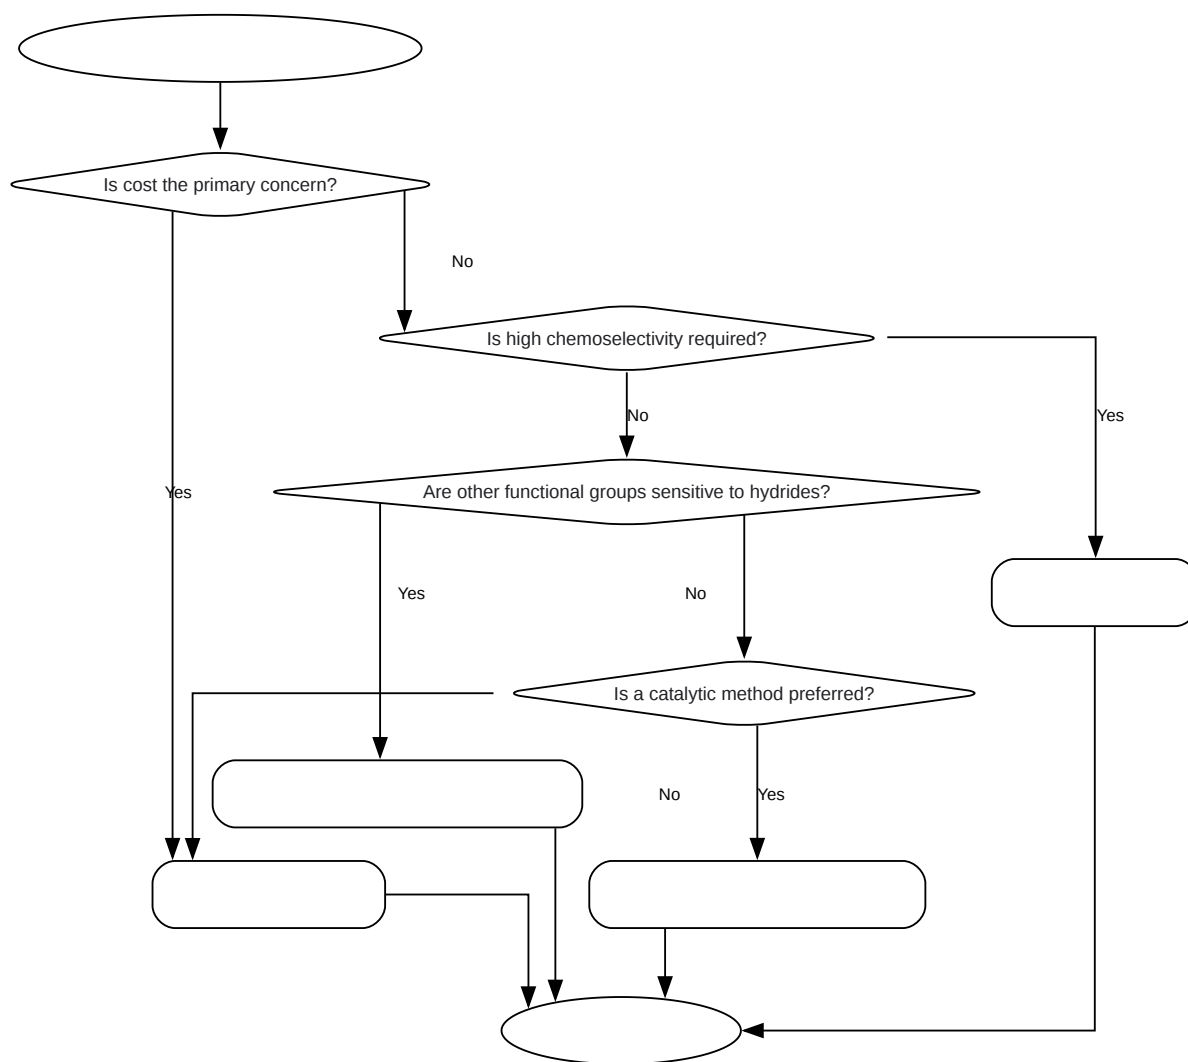 Is cost the primary concern?
No
Is high chemoselectivity required?
No
Yes
Are other functional groups sensitive to hydrides?
Yes
Yes
No
Is a catalytic method preferred?
No
Yes